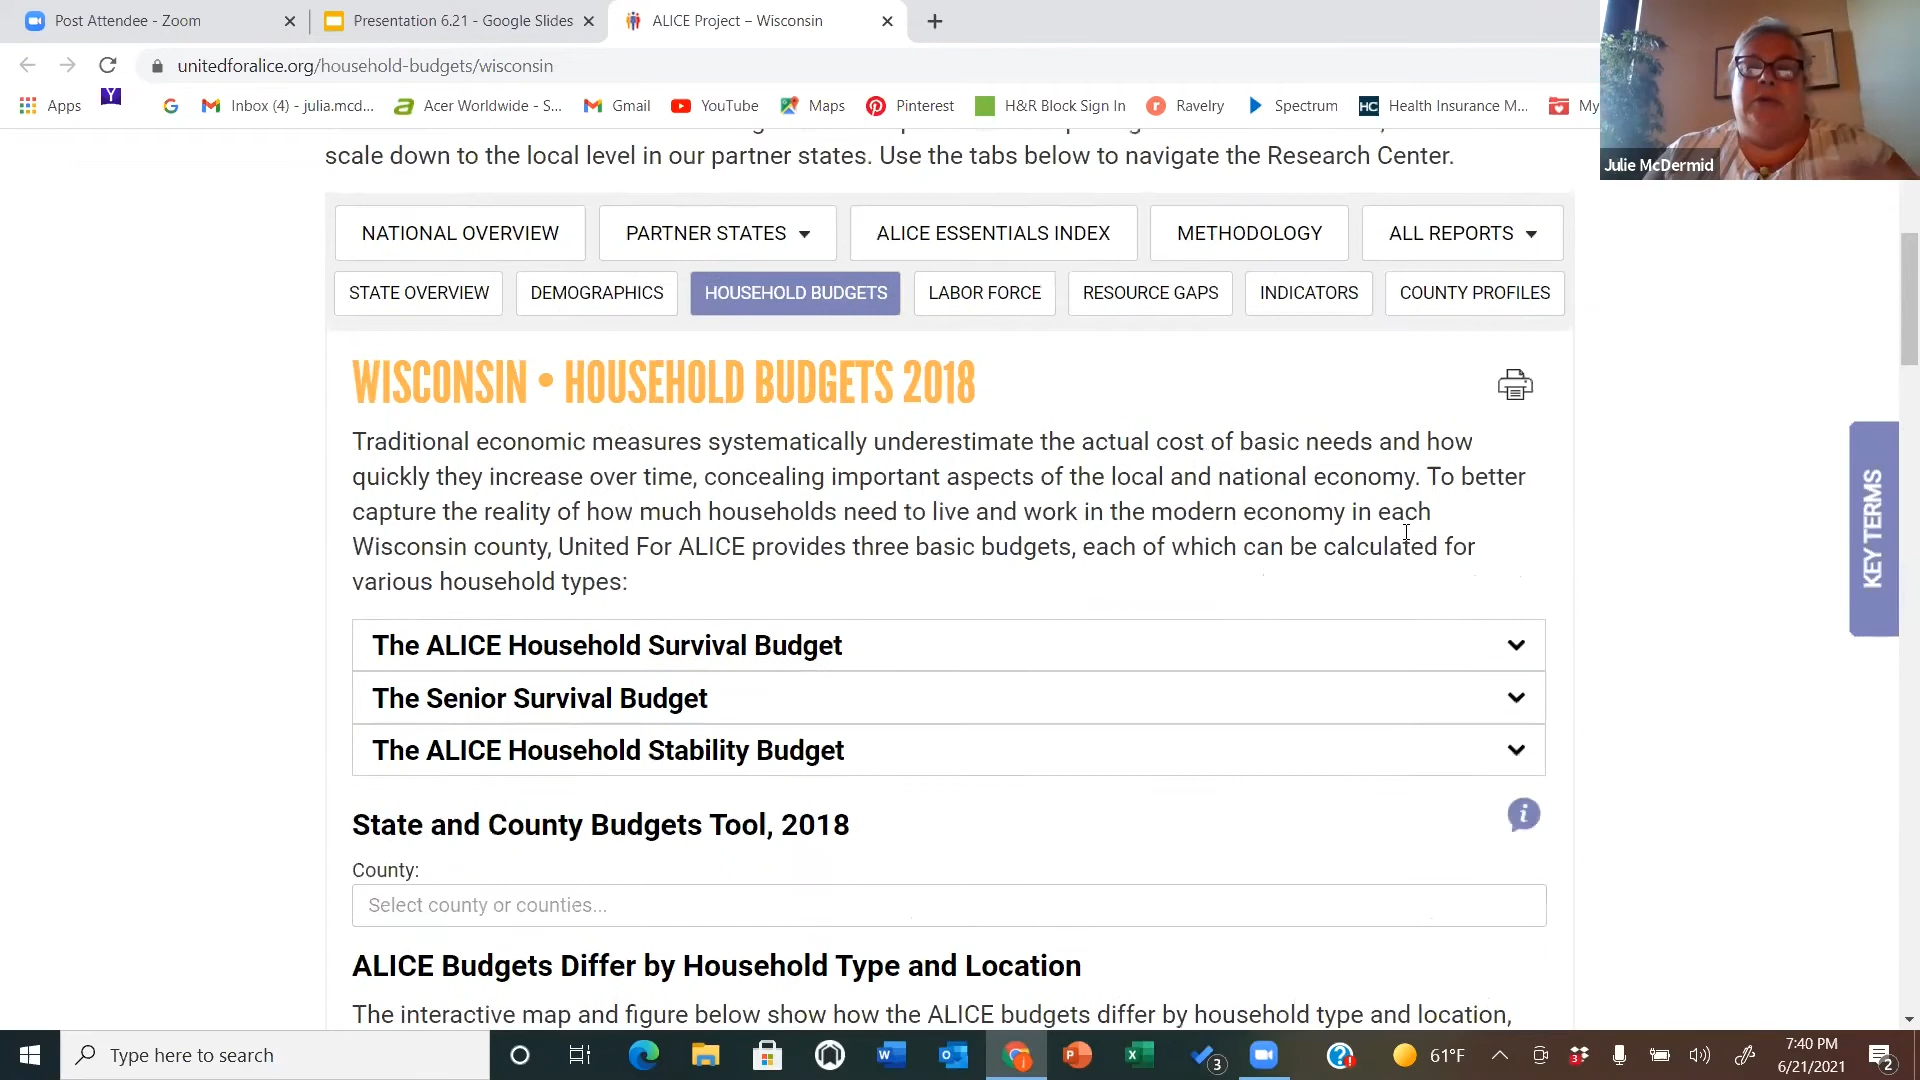 Post Attendee - Zoom
Presentation 6.21 - Google Slides
ALICE Project – Wisconsin
unitedforalice.org/household-budgets/wisconsin
Apps
Inbox (4) - julia.mcd...
Acer Worldwide - S...
Gmail
YouTube
Maps
Pinterest
H&R Block Sign In
Ravelry
Spectrum
Health Insurance M...
My
Julie McDermid
scale down to the local level in our partner states. Use the tabs below to navigate the Research Center.
NATIONAL OVERVIEW
PARTNER STATES
ALICE ESSENTIALS INDEX
METHODOLOGY
ALL REPORTS
STATE OVERVIEW
DEMOGRAPHICS
HOUSEHOLD BUDGETS
LABOR FORCE
RESOURCE GAPS
INDICATORS
COUNTY PROFILES
WISCONSIN • HOUSEHOLD BUDGETS 2018
Traditional economic measures systematically underestimate the actual cost of basic needs and how
quickly they increase over time, concealing important aspects of the local and national economy. To better
capture the reality of how much households need to live and work in the modern economy in each
Wisconsin county, United For ALICE provides three basic budgets, each of which can be calculated for
various household types:
KEY TERMS
The ALICE Household Survival Budget
The Senior Survival Budget
The ALICE Household Stability Budget
State and County Budgets Tool, 2018
County:
Select county or counties...
ALICE Budgets Differ by Household Type and Location
The interactive map and figure below show how the ALICE budgets differ by household type and location,
Type here to search
3
61°F
3
7:40 PM
6/21/2021
2